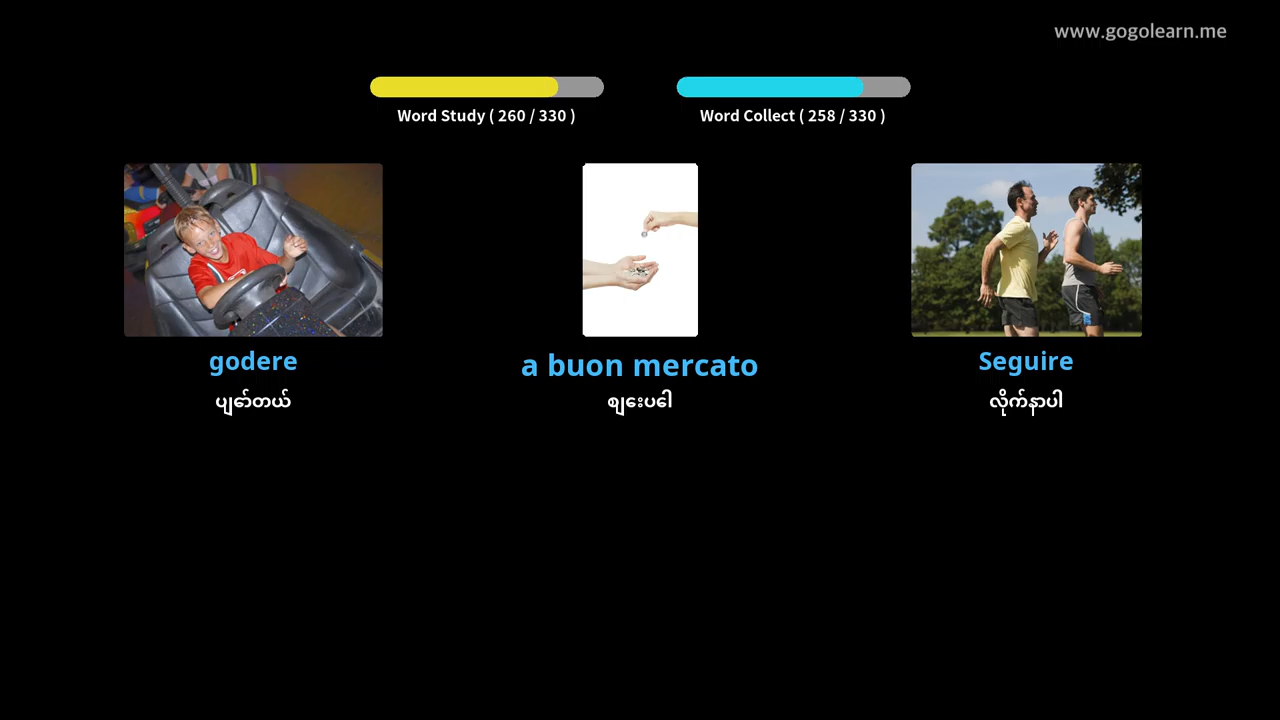 www.gogolearn.me
Word Study ( 260 / 330 )
Word Collect ( 258 / 330 )
godere
ပျော်တယ်
a buon mercato
စျေးပေါ
Seguire
လိုက်နာပါ